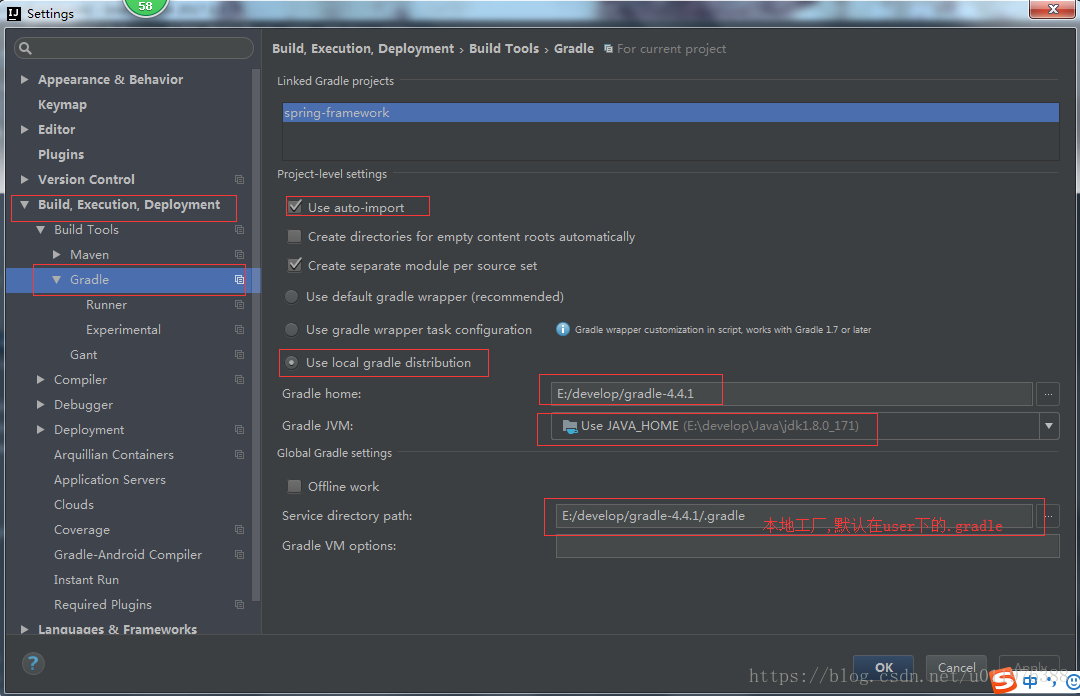 Settings
58
Build, Execution, Deployment › Build Tools › Gradle For current project
Appearance & Behavior
Keymap
Editor
Plugins
Version Control
Build, Execution, Deployment
Build Tools
Maven
Gradle
Runner
Experimental
Gant
Compiler
Debugger
Deployment
Arquillian Containers
Application Servers
Clouds
Coverage
Gradle-Android Compiler
Instant Run
Required Plugins
Languages & Frameworks
Linked Gradle projects
spring-framework
Project-level settings
Use auto-import
Create directories for empty content roots automatically
Create separate module per source set
Use default gradle wrapper (recommended)
Use gradle wrapper task configuration Gradle wrapper customization in script, works with Gradle 1.7 or later
Use local gradle distribution
Gradle home: E:/develop/gradle-4.4.1 ...
Gradle JVM: Use JAVA_HOME (E:\develop\Java\jdk1.8.0_171)
Global Gradle settings
Offline work
Service directory path: E:/develop/gradle-4.4.1/.gradle ...
本地工厂,默认在user下的.gradle
Gradle VM options:
?
OK Cancel Apply
中